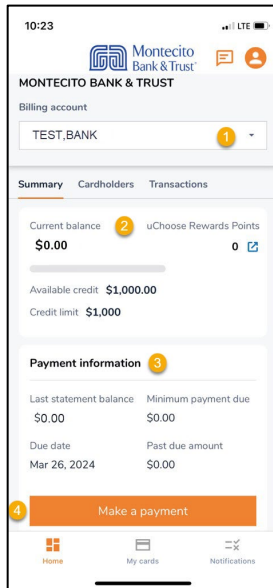 10:23
LTE
Montecito
Bank & Trust
MONTECITO BANK & TRUST
Billing account
TEST,BANK
1
Summary Cardholders Transactions
Current balance 2 uChoose Rewards Points
$0.00 0
Available credit $1,000.00
Credit limit $1,000
Payment information 3
Last statement balance Minimum payment due
$0.00 $0.00
Due date Past due amount
Mar 26, 2024 $0.00
4 Make a payment
Home My cards Notifications